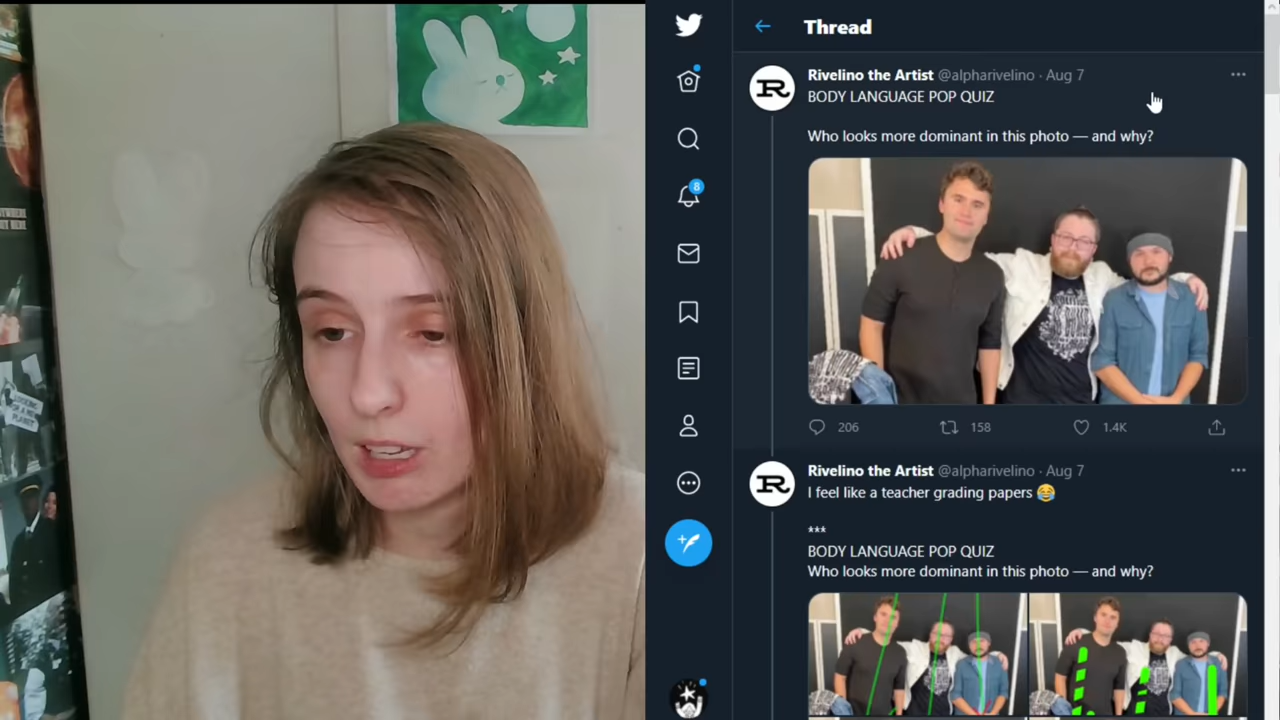 Thread
Rivelino the Artist @alpharivelino · Aug 7
BODY LANGUAGE POP QUIZ
Who looks more dominant in this photo — and why?
8
206 158 1.4K
Rivelino the Artist @alpharivelino · Aug 7
I feel like a teacher grading papers 😂
***
BODY LANGUAGE POP QUIZ
Who looks more dominant in this photo — and why?